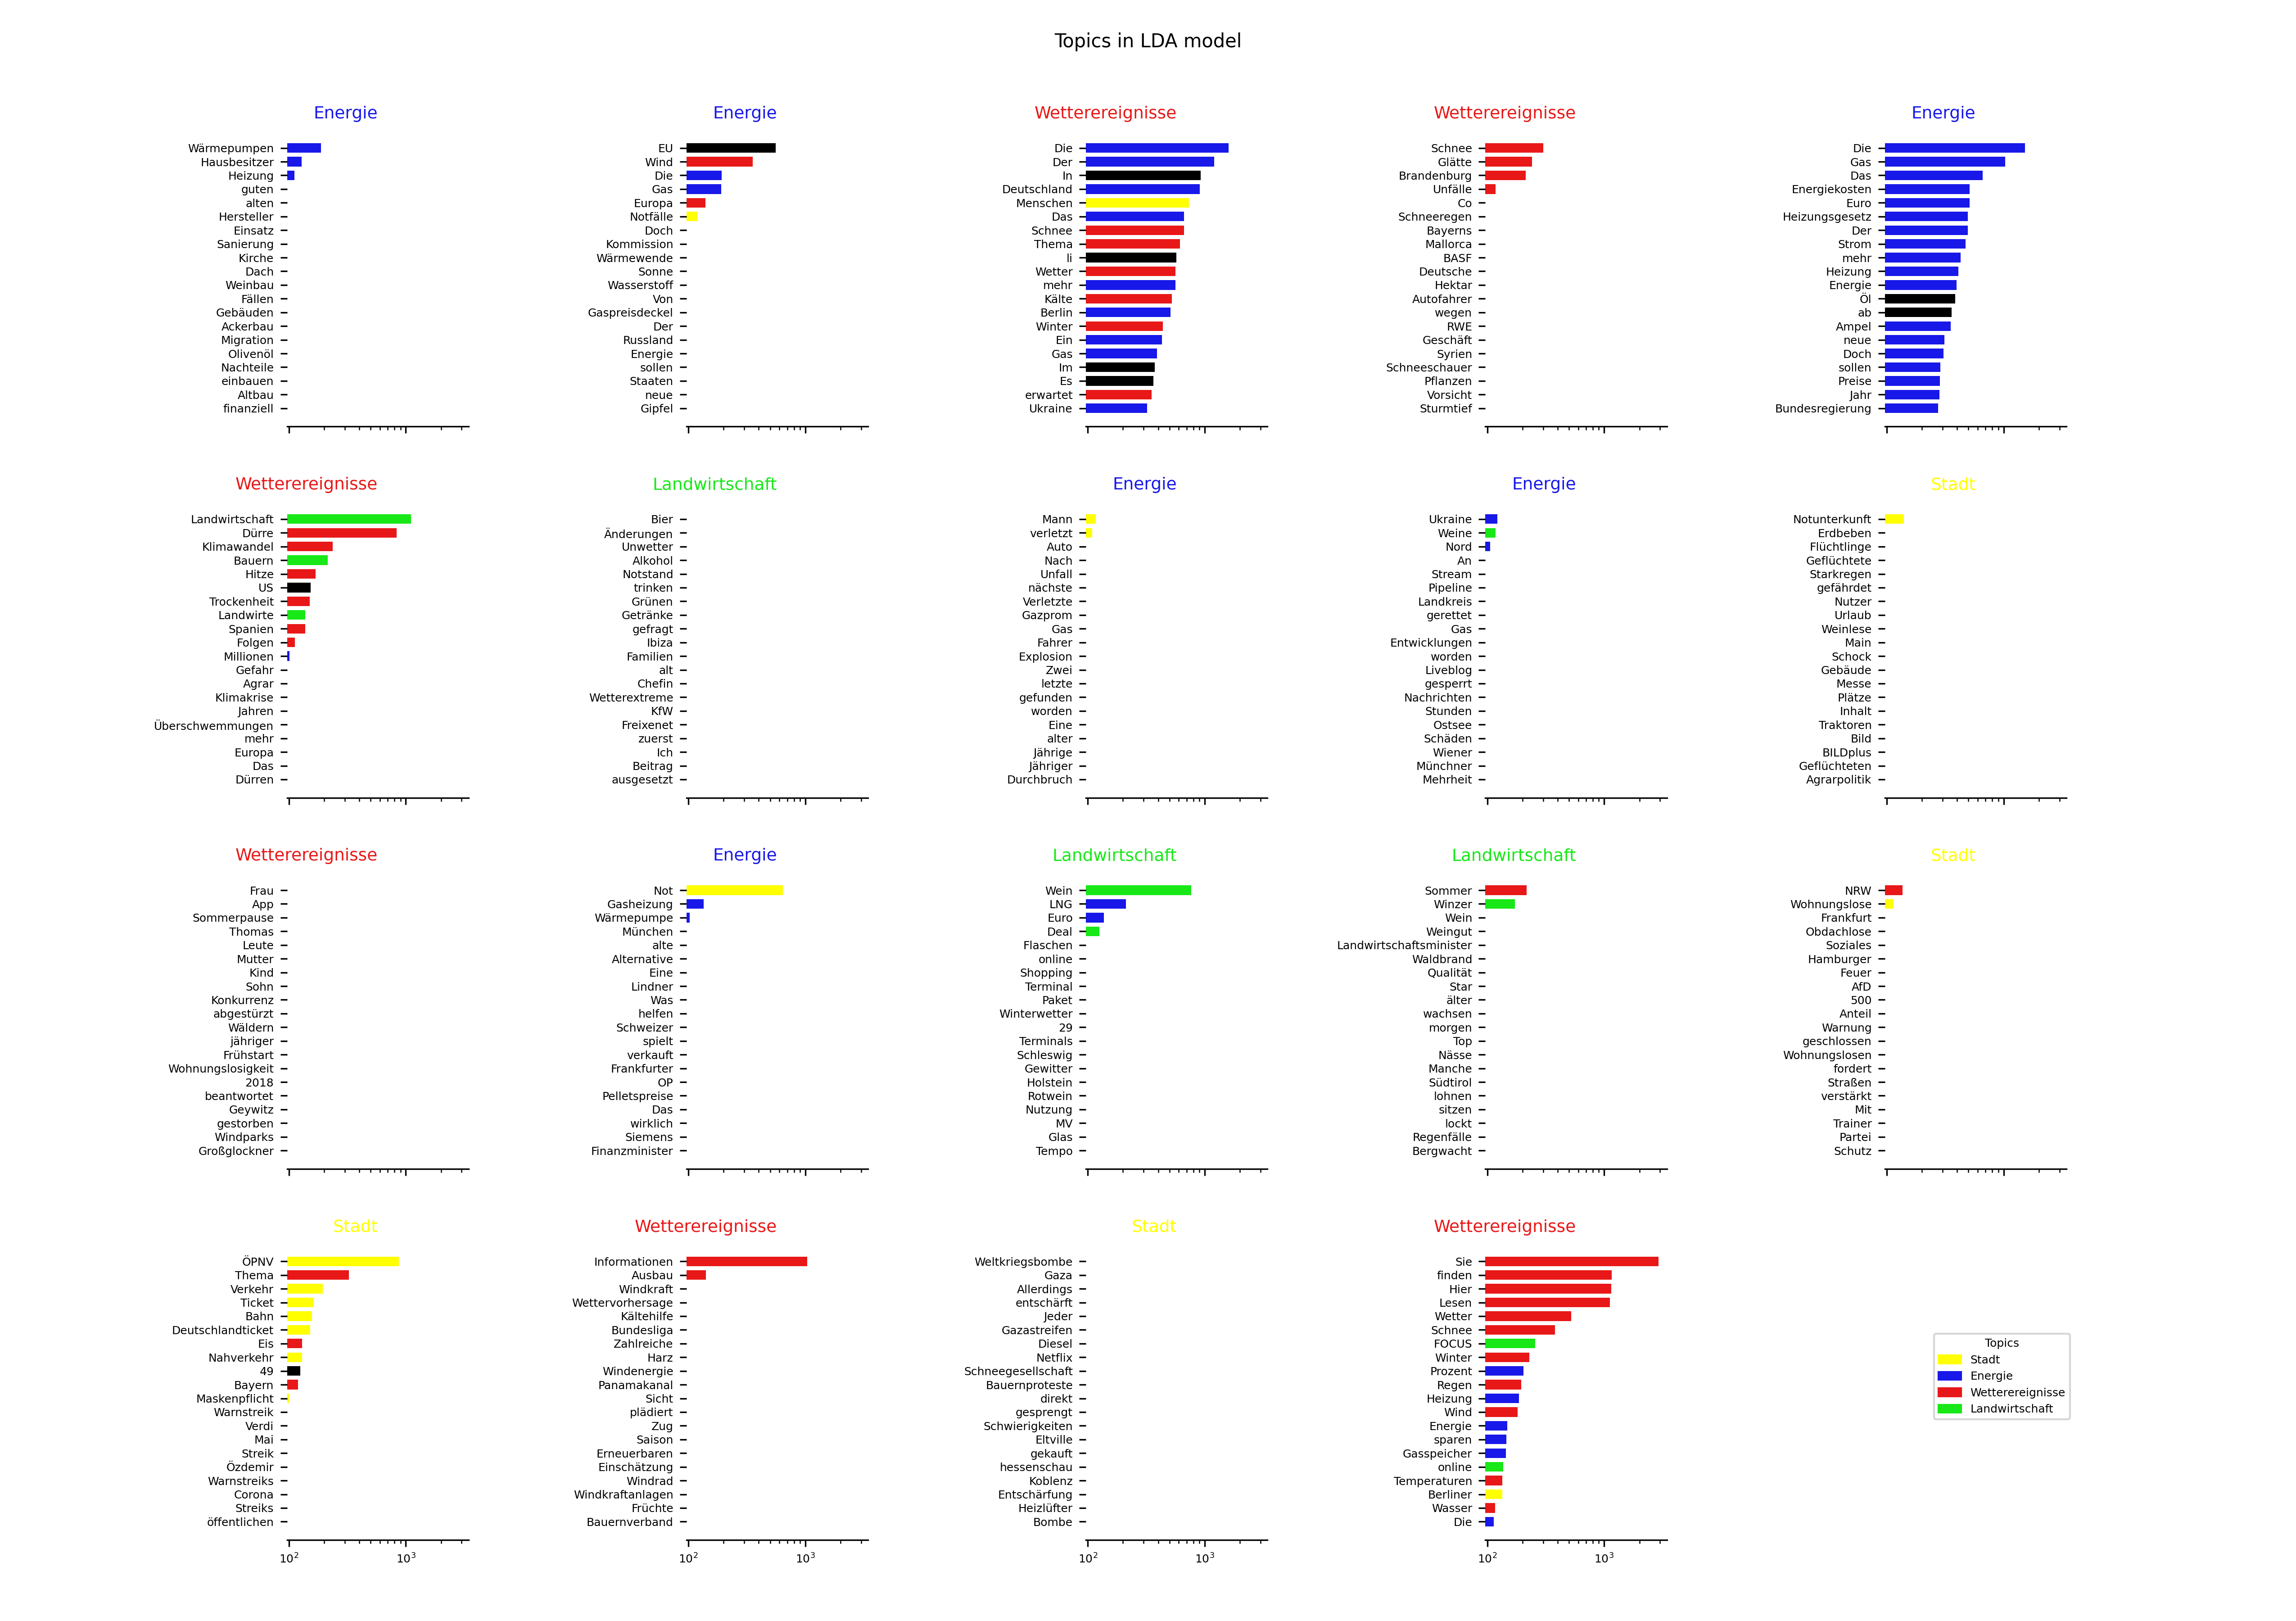 Topics in LDA model
Energie
Wärmepumpen
Hausbesitzer
Heizung
guten
alten
Hersteller
Einsatz
Sanierung
Kirche
Dach
Weinbau
Fällen
Gebäuden
Ackerbau
Migration
Olivenöl
Nachteile
einbauen
Altbau
finanziell
Energie
EU
Wind
Die
Gas
Europa
Notfälle
Doch
Kommission
Wärmewende
Sonne
Wasserstoff
Von
Gaspreisdeckel
Der
Russland
Energie
sollen
Staaten
neue
Gipfel
Wetterereignisse
Die
Der
In
Deutschland
Menschen
Das
Schnee
Thema
li
Wetter
mehr
Kälte
Berlin
Winter
Ein
Gas
Im
Es
erwartet
Ukraine
Wetterereignisse
Schnee
Glätte
Brandenburg
Unfälle
Co
Schneeregen
Bayerns
Mallorca
BASF
Deutsche
Hektar
Autofahrer
wegen
RWE
Geschäft
Syrien
Schneeschauer
Pflanzen
Vorsicht
Sturmtief
Energie
Die
Gas
Das
Energiekosten
Euro
Heizungsgesetz
Der
Strom
mehr
Heizung
Energie
Öl
ab
Ampel
neue
Doch
sollen
Preise
Jahr
Bundesregierung
Wetterereignisse
Landwirtschaft
Dürre
Klimawandel
Bauern
Hitze
US
Trockenheit
Landwirte
Spanien
Folgen
Millionen
Gefahr
Agrar
Klimakrise
Jahren
Überschwemmungen
mehr
Europa
Das
Dürren
Landwirtschaft
Bier
Änderungen
Unwetter
Alkohol
Notstand
trinken
Grünen
Getränke
gefragt
Ibiza
Familien
alt
Chefin
Wetterextreme
KfW
Freixenet
zuerst
Ich
Beitrag
ausgesetzt
Energie
Mann
verletzt
Auto
Nach
Unfall
nächste
Verletzte
Gazprom
Gas
Fahrer
Explosion
Zwei
letzte
gefunden
worden
Eine
alter
Jährige
Jähriger
Durchbruch
Energie
Ukraine
Weine
Nord
An
Stream
Pipeline
Landkreis
gerettet
Gas
Entwicklungen
worden
Liveblog
gesperrt
Nachrichten
Stunden
Ostsee
Schäden
Wiener
Münchner
Mehrheit
Stadt
Notunterkunft
Erdbeben
Flüchtlinge
Geflüchtete
Starkregen
gefährdet
Nutzer
Urlaub
Weinlese
Main
Schock
Gebäude
Messe
Plätze
Inhalt
Traktoren
Bild
BILDplus
Geflüchteten
Agrarpolitik
Wetterereignisse
Frau
App
Sommerpause
Thomas
Leute
Mutter
Kind
Sohn
Konkurrenz
abgestürzt
Wäldern
jähriger
Frühstart
Wohnungslosigkeit
2018
beantwortet
Geywitz
gestorben
Windparks
Großglockner
Energie
Not
Gasheizung
Wärmepumpe
München
alte
Alternative
Eine
Lindner
Was
helfen
Schweizer
spielt
verkauft
Frankfurter
OP
Pelletspreise
Das
wirklich
Siemens
Finanzminister
Landwirtschaft
Wein
LNG
Euro
Deal
Flaschen
online
Shopping
Terminal
Paket
Winterwetter
29
Terminals
Schleswig
Gewitter
Holstein
Rotwein
Nutzung
MV
Glas
Tempo
Landwirtschaft
Sommer
Winzer
Wein
Weingut
Landwirtschaftsminister
Waldbrand
Qualität
Star
älter
wachsen
morgen
Top
Nässe
Manche
Südtirol
lohnen
sitzen
lockt
Regenfälle
Bergwacht
Stadt
NRW
Wohnungslose
Frankfurt
Obdachlose
Soziales
Hamburger
Feuer
AfD
500
Anteil
Warnung
geschlossen
Wohnungslosen
fordert
Straßen
verstärkt
Mit
Trainer
Partei
Schutz
Stadt
ÖPNV
Thema
Verkehr
Ticket
Bahn
Deutschlandticket
Eis
Nahverkehr
49
Bayern
Maskenpflicht
Warnstreik
Verdi
Mai
Streik
Özdemir
Warnstreiks
Corona
Streiks
öffentlichen
10² 10³
Wetterereignisse
Informationen
Ausbau
Windkraft
Wettervorhersage
Kältehilfe
Bundesliga
Zahlreiche
Harz
Windenergie
Panamakanal
Sicht
plädiert
Zug
Saison
Erneuerbaren
Einschätzung
Windrad
Windkraftanlagen
Früchte
Bauernverband
10² 10³
Stadt
Weltkriegsbombe
Gaza
Allerdings
entschärft
Jeder
Gazastreifen
Diesel
Netflix
Schneegesellschaft
Bauernproteste
direkt
gesprengt
Schwierigkeiten
Eltville
gekauft
hessenschau
Koblenz
Entschärfung
Heizlüfter
Bombe
10² 10³
Wetterereignisse
Sie
finden
Hier
Lesen
Wetter
Schnee
FOCUS
Winter
Prozent
Regen
Heizung
Wind
Energie
sparen
Gasspeicher
online
Temperaturen
Berliner
Wasser
Die
10² 10³
Topics
Stadt
Energie
Wetterereignisse
Landwirtschaft